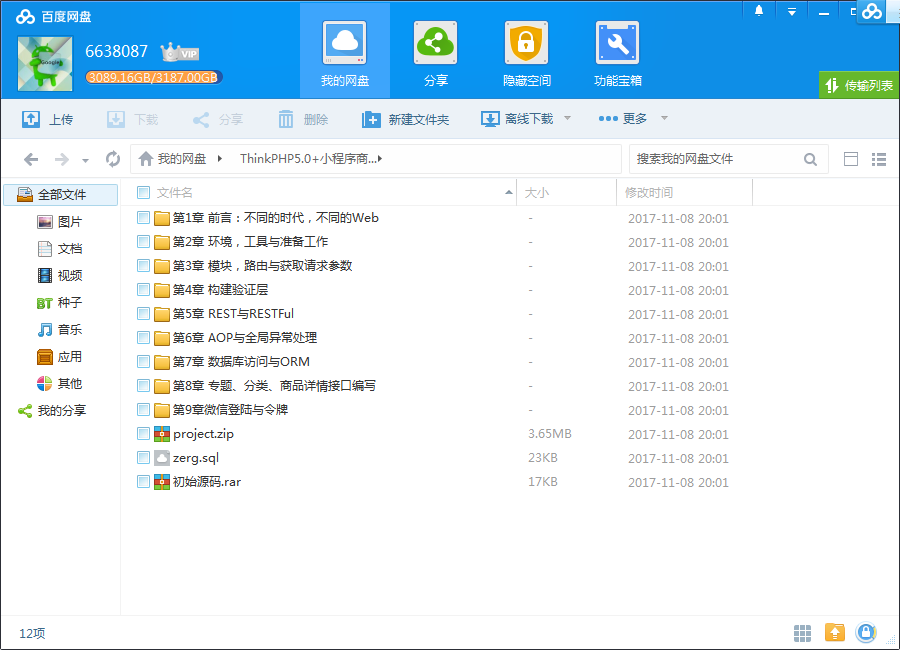 百度网盘
6638087 VIP
3089.16GB/3187.00GB
我的网盘 分享 隐藏空间 功能宝箱
传输列表
上传 下载 分享 删除 新建文件夹 离线下载 更多
我的网盘 ThinkPHP5.0+小程序商... 搜索我的网盘文件
全部文件
图片
文档
视频
BT 种子
音乐
应用
其他
我的分享
文件名 大小 修改时间
第1章 前言：不同的时代，不同的Web - 2017-11-08 20:01
第2章 环境，工具与准备工作 - 2017-11-08 20:01
第3章 模块，路由与获取请求参数 - 2017-11-08 20:01
第4章 构建验证层 - 2017-11-08 20:01
第5章 REST与RESTFul - 2017-11-08 20:01
第6章 AOP与全局异常处理 - 2017-11-08 20:01
第7章 数据库访问与ORM - 2017-11-08 20:01
第8章 专题、分类、商品详情接口编写 - 2017-11-08 20:01
第9章微信登陆与令牌 - 2017-11-08 20:01
project.zip 3.65MB 2017-11-08 20:01
zerg.sql 23KB 2017-11-08 20:01
初始源码.rar 17KB 2017-11-08 20:01
12项